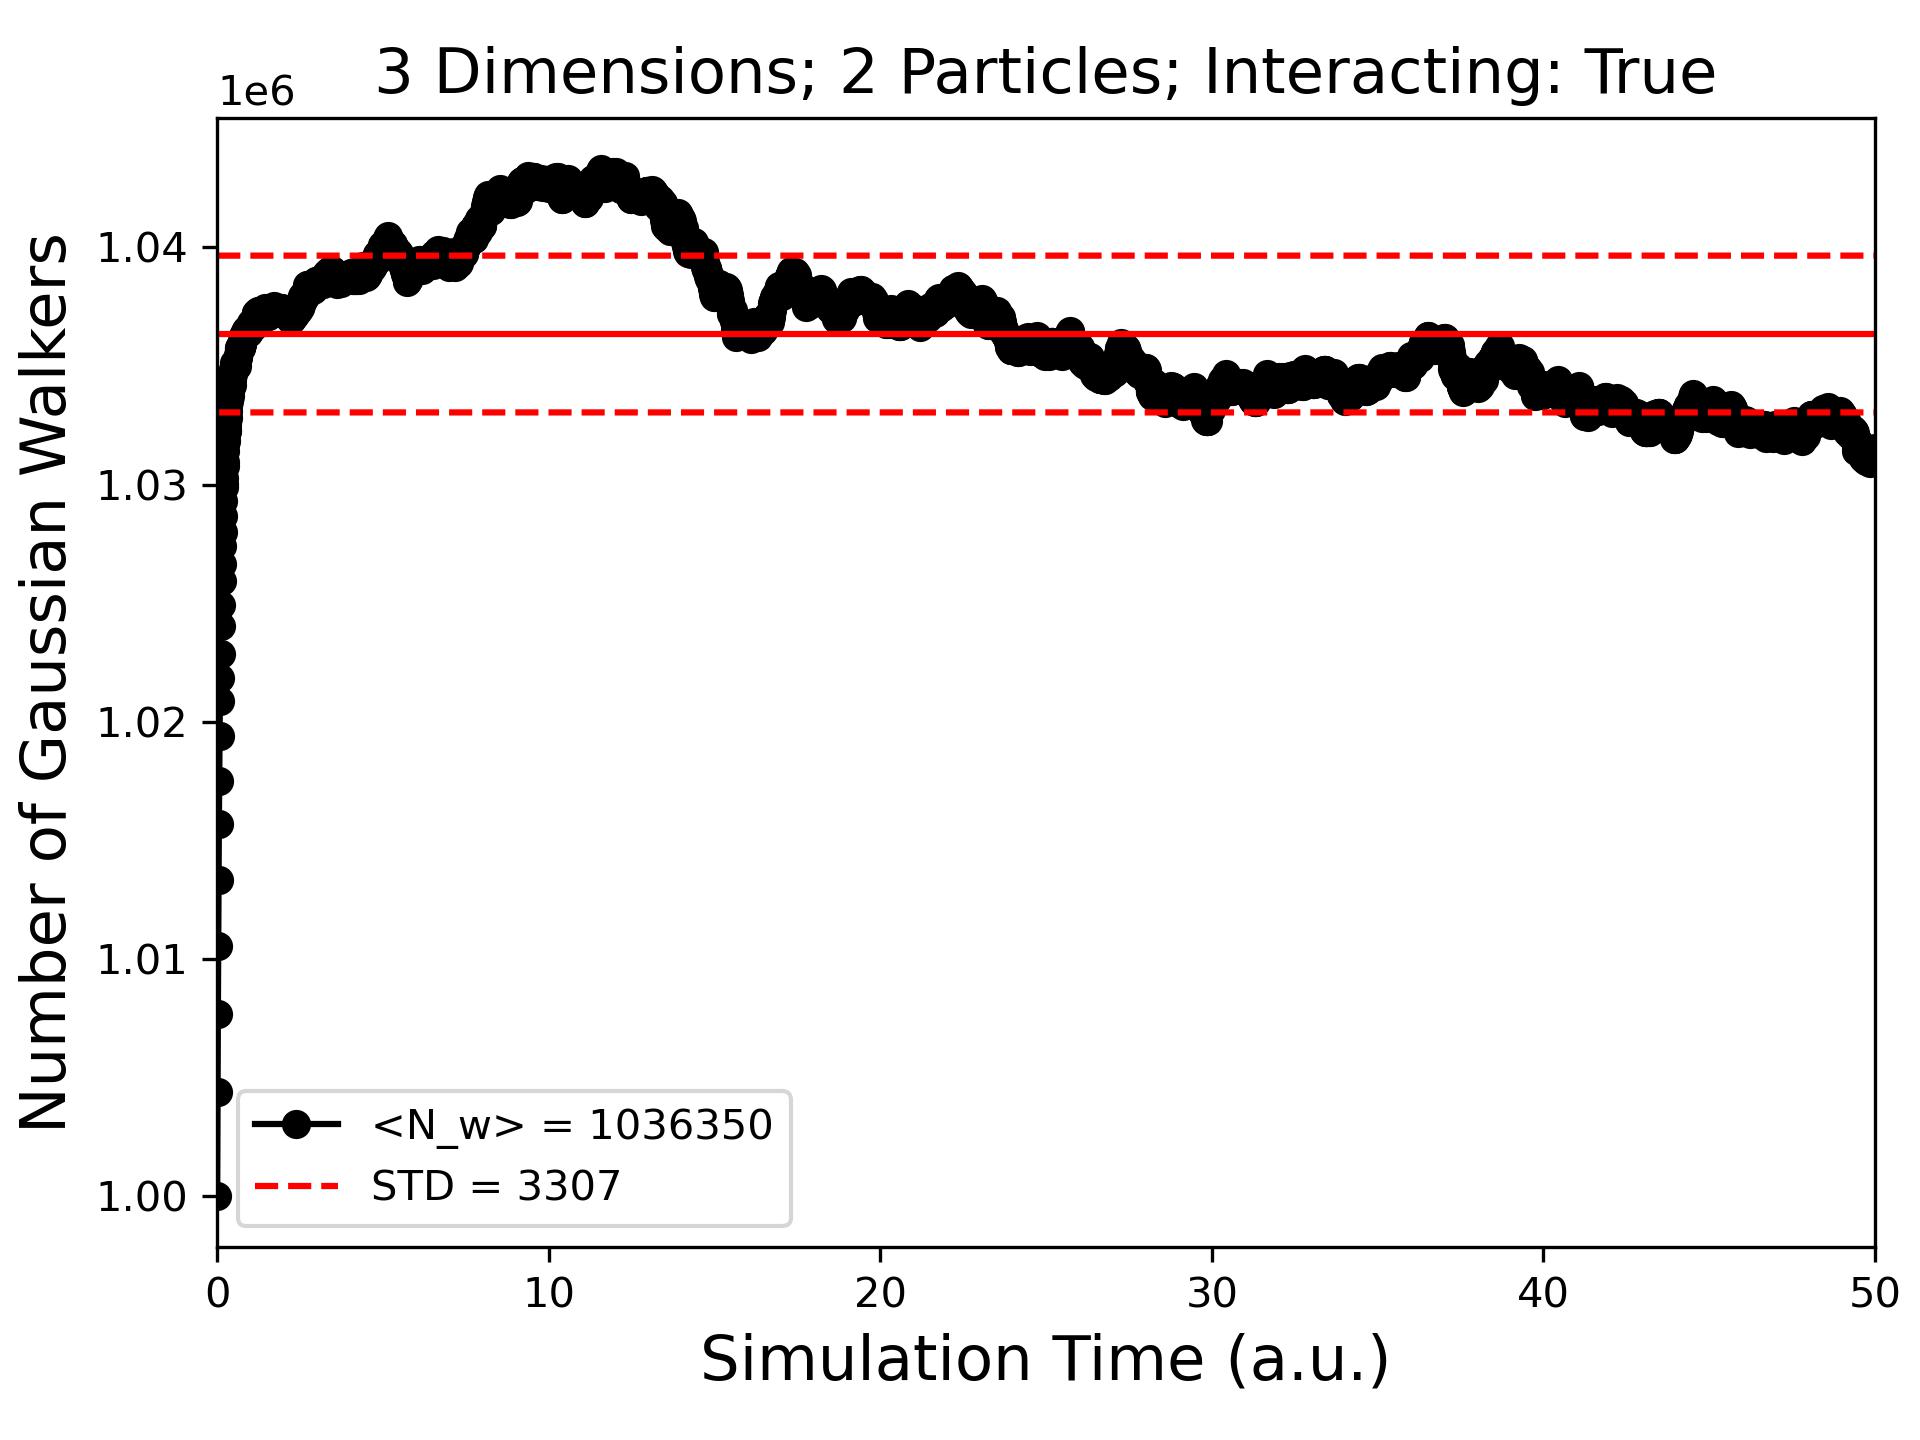 3 Dimensions; 2 Particles; Interacting: True
1e6
Number of Gaussian Walkers
1.04
1.03
1.02
1.01
1.00
<N_w> = 1036350
STD = 3307
0 10 20 30 40 50
Simulation Time (a.u.)